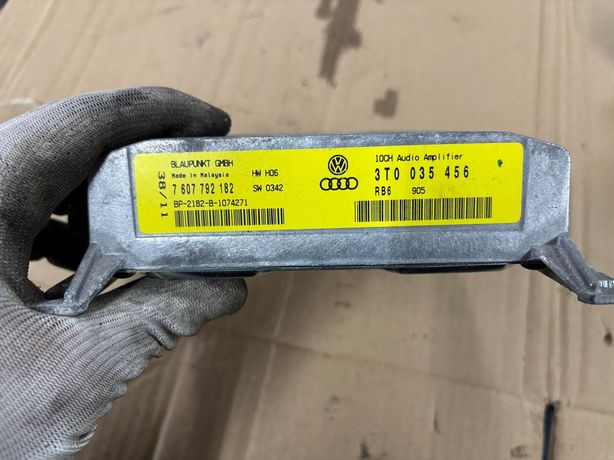 38/11
BLAUPUNKT GMBH
Made in Malaysia HW H06
7 607 792 182 SW 0342
BP-2182-B-1074271
10CH Audio Amplifier
3T0 035 456
RB6 905